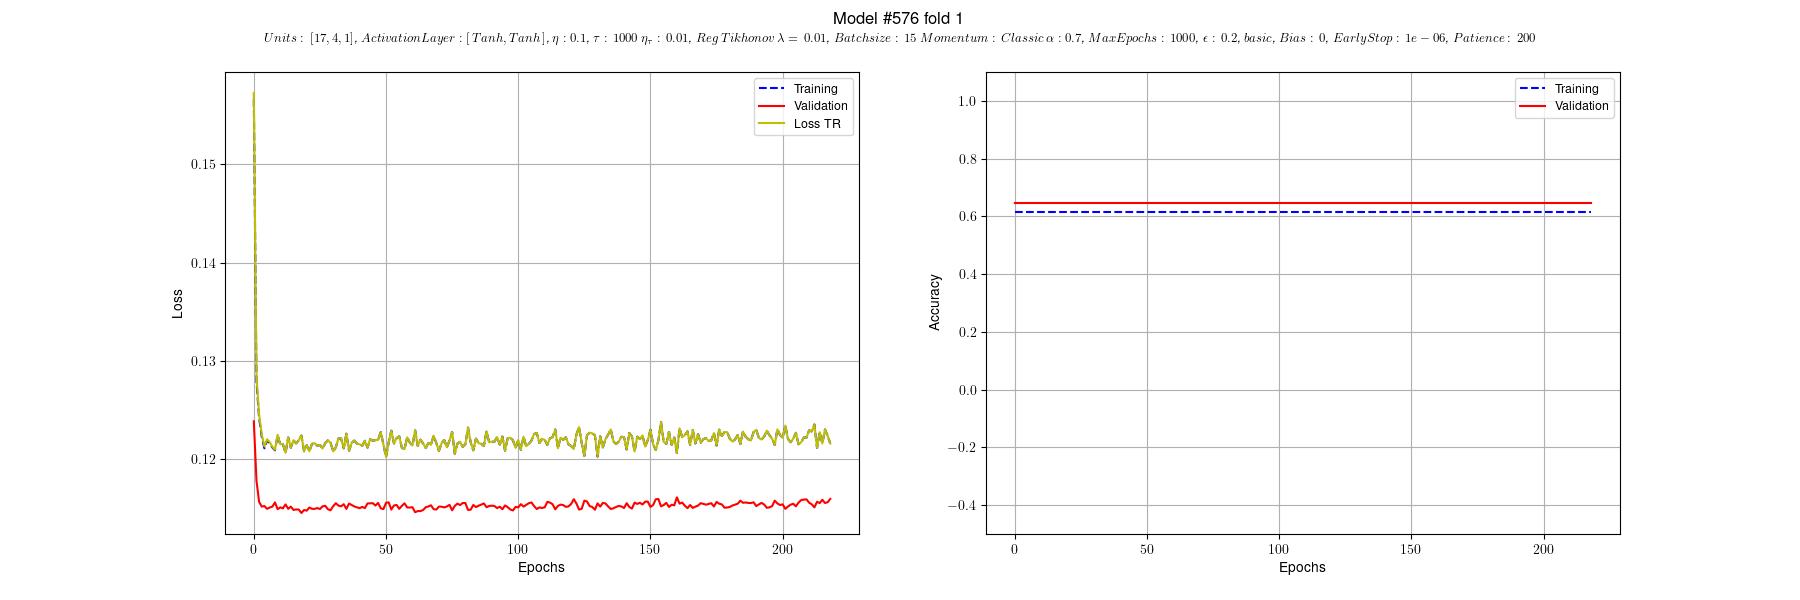 Model #576 fold 1
Units : [17, 4, 1], ActivationLayer : [Tanh, Tanh], η : 0.1, τ : 1000 η_τ : 0.01, Reg Tikhonov λ = 0.01, Batchsize : 15 Momentum : Classic α : 0.7, MaxEpochs : 1000, ϵ : 0.2, basic, Bias : 0, EarlyStop : 1e − 06, Patience : 200
Training
Validation
Loss TR
0.15
0.14
0.13
0.12
Loss
0 50 100 150 200
Epochs
Training
Validation
1.0
0.8
0.6
0.4
0.2
0.0
−0.2
−0.4
Accuracy
0 50 100 150 200
Epochs